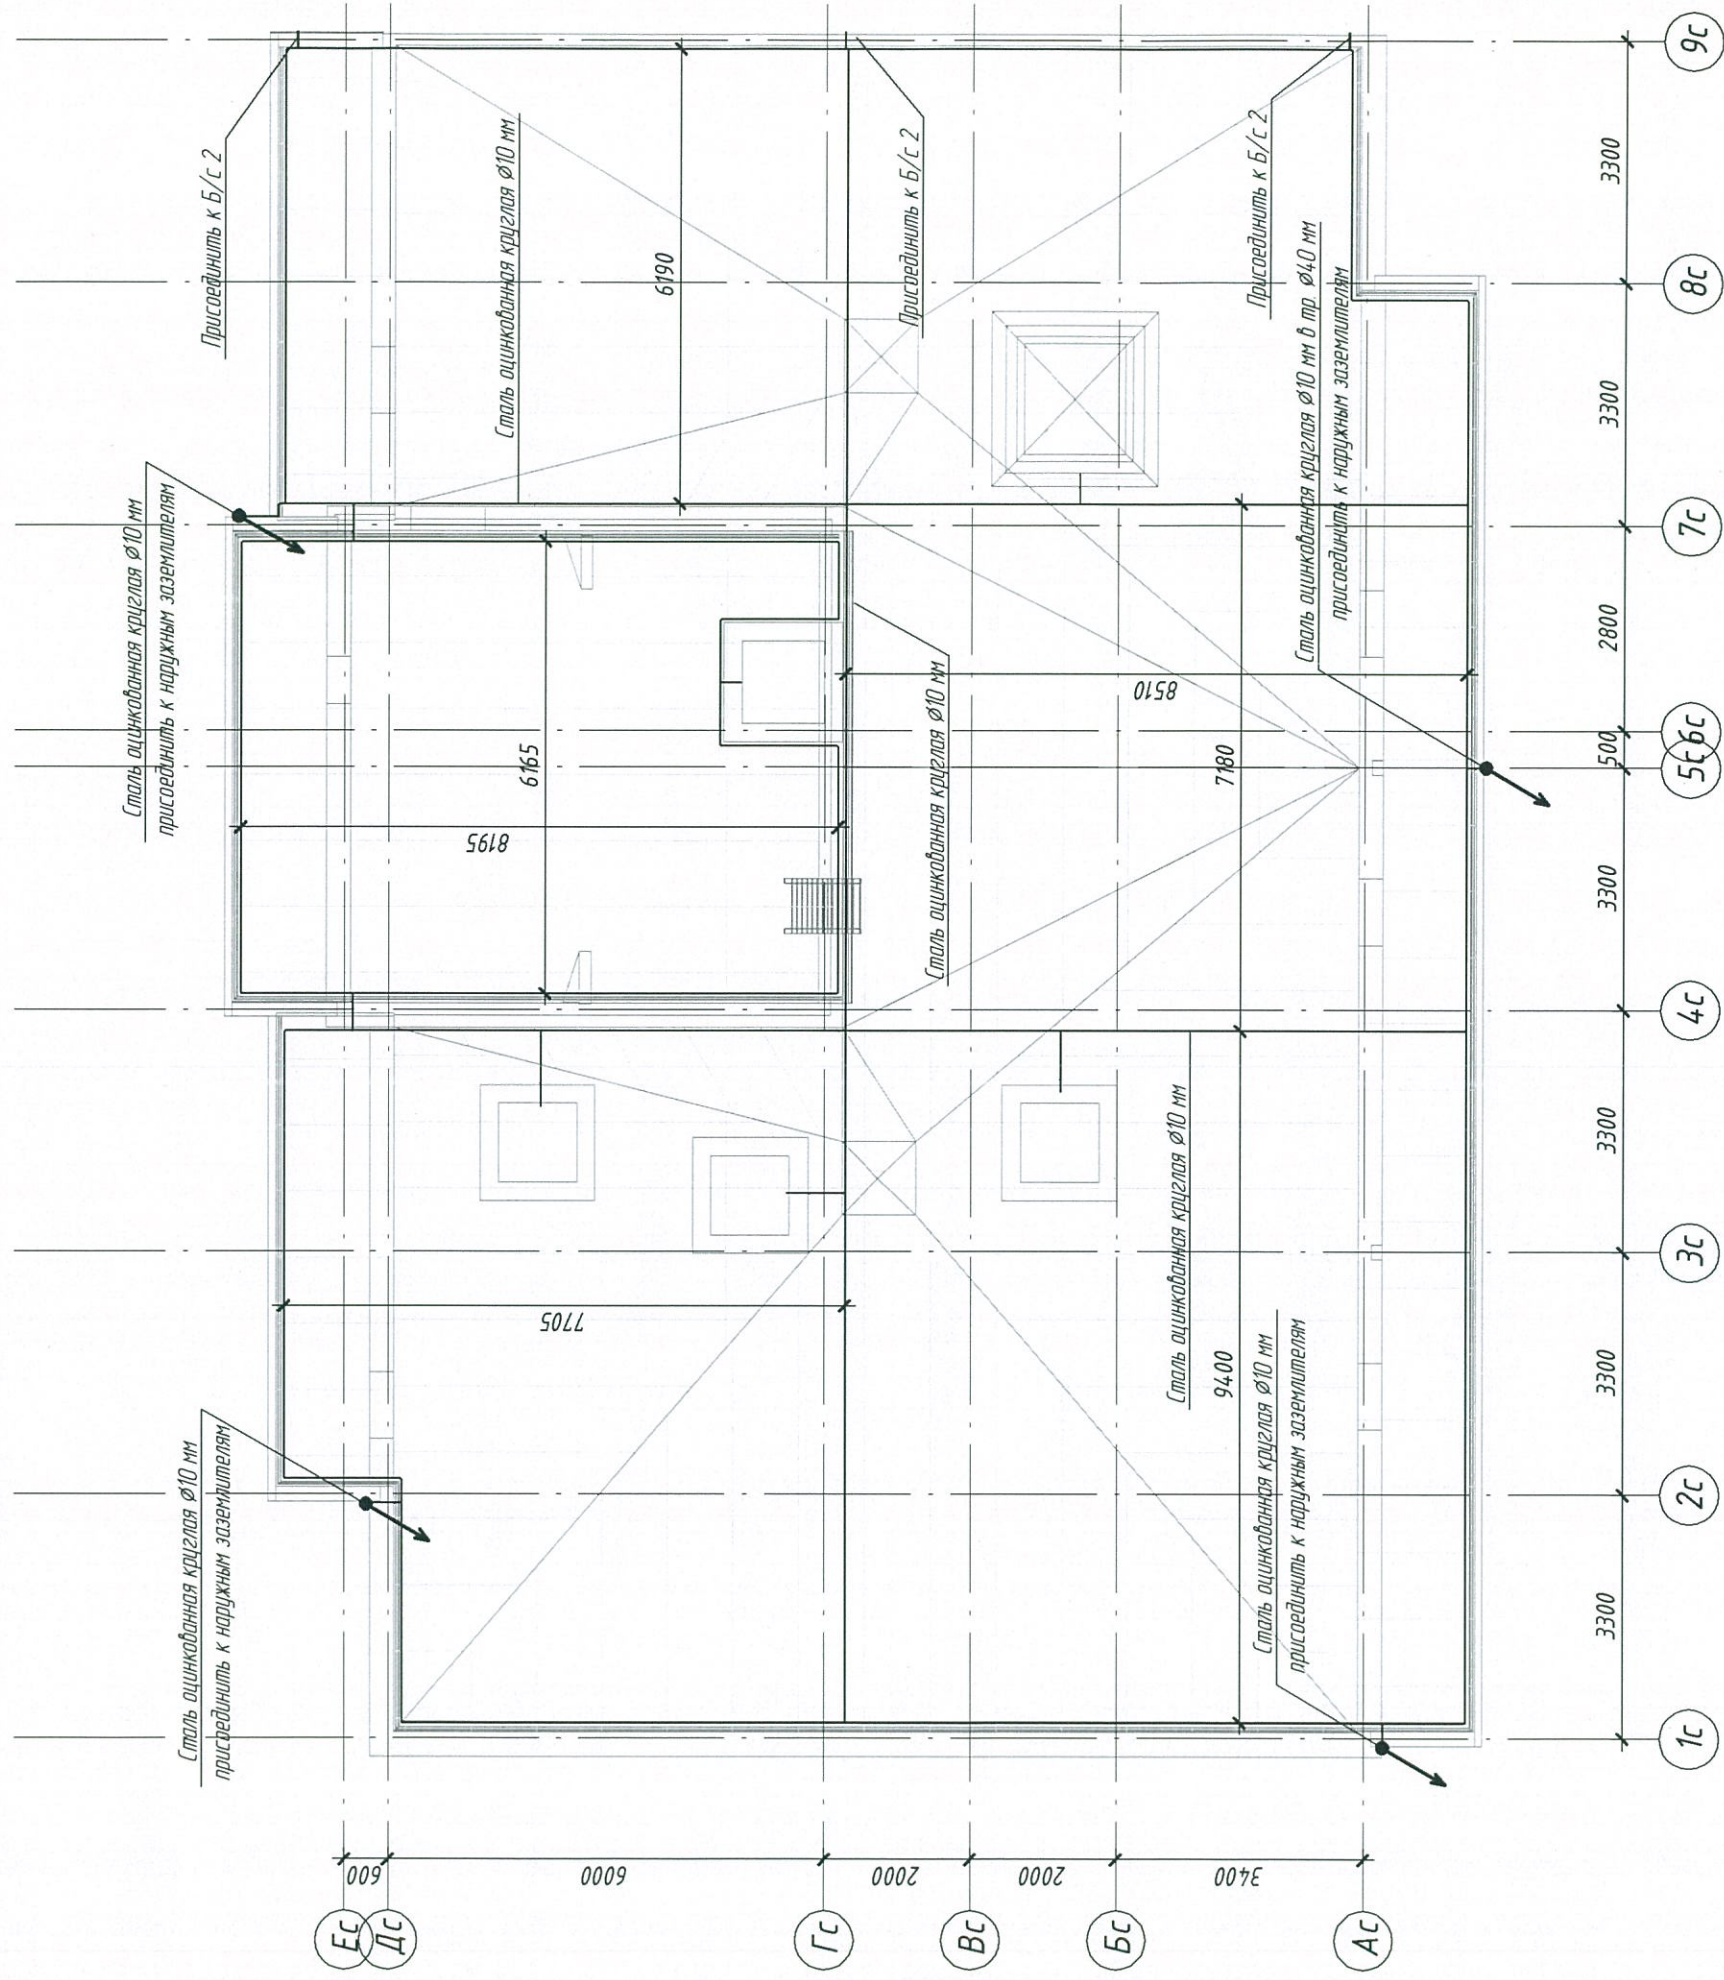 Присоединить к Б/с 2
Сталь оцинкованная круглая Ø10 мм
Присоединить к Б/с 2
Присоединить к Б/с 2
Сталь оцинкованная круглая Ø10 мм
присоединить к наружным заземлителям
Сталь оцинкованная круглая Ø10 мм в тр. Ø40 мм
присоединить к наружным заземлителям
Сталь оцинкованная круглая Ø10 мм
Сталь оцинкованная круглая Ø10 мм
Сталь оцинкованная круглая Ø10 мм
присоединить к наружным заземлителям
Сталь оцинкованная круглая Ø10 мм
присоединить к наружным заземлителям
6190
6165
8195
8510
7180
7705
9400
3300
3300
2800
500
3300
3300
3300
3300
600
6000
2000
2000
3400
9с
8с
7с
6с
5с
4с
3с
2с
1с
Ес
Дс
Гс
Вс
Бс
Ас